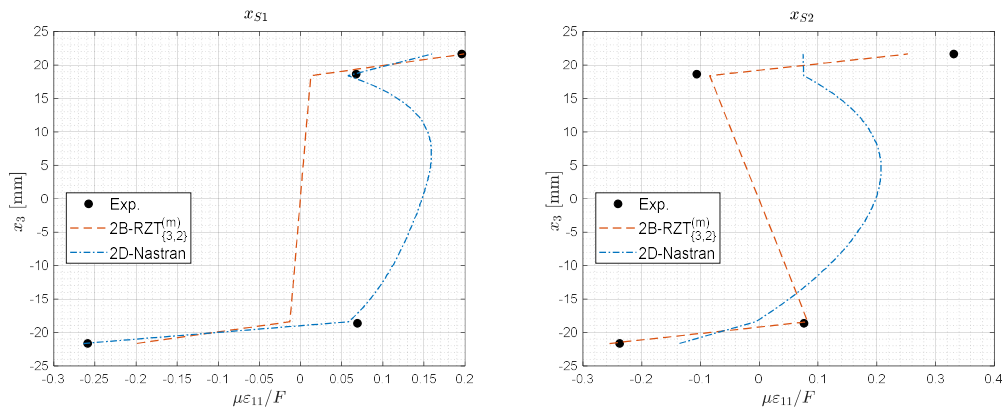 x_{S1}
25
20
15
10
5
0
-5
-10
-15
-20
-25
x_3 [mm]
Exp.
2B-RZT^{(m)}_{\{3,2\}}
2D-Nastran
-0.3 -0.25 -0.2 -0.15 -0.1 -0.05 0 0.05 0.1 0.15 0.2
με_{11}/F
x_{S2}
25
20
15
10
5
0
-5
-10
-15
-20
-25
x_3 [mm]
Exp.
2B-RZT^{(m)}_{\{3,2\}}
2D-Nastran
-0.3 -0.2 -0.1 0 0.1 0.2 0.3 0.4
με_{11}/F